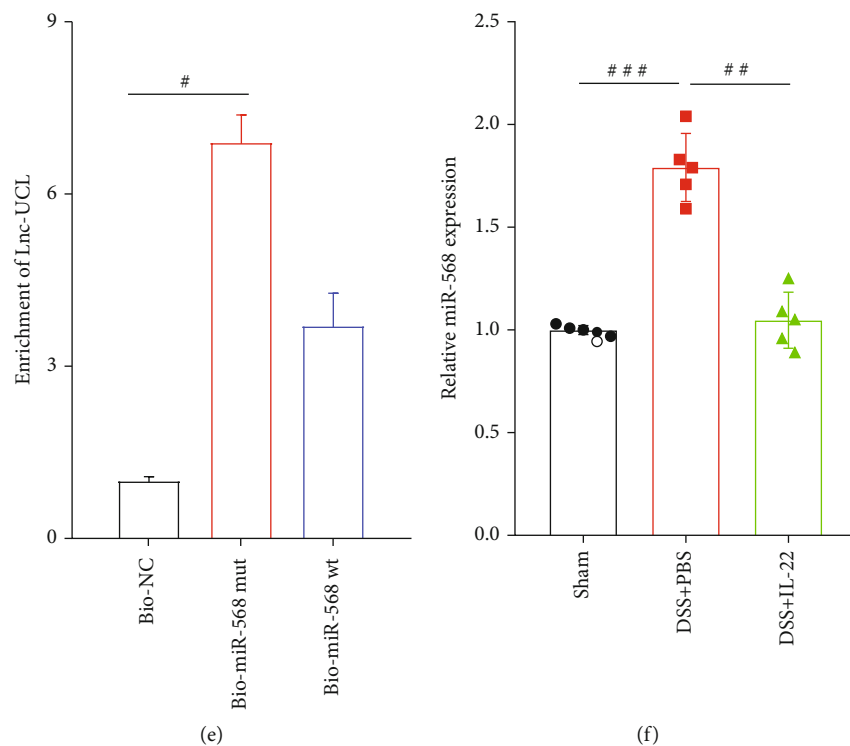 Enrichment of Lnc-UCL
9
6
3
0
#
Bio-NC
Bio-miR-568 mut
Bio-miR-568 wt
(e)
Relative miR-568 expression
2.5
2.0
1.5
1.0
0.5
0.0
# # #
# #
Sham
DSS+PBS
DSS+IL-22
(f)